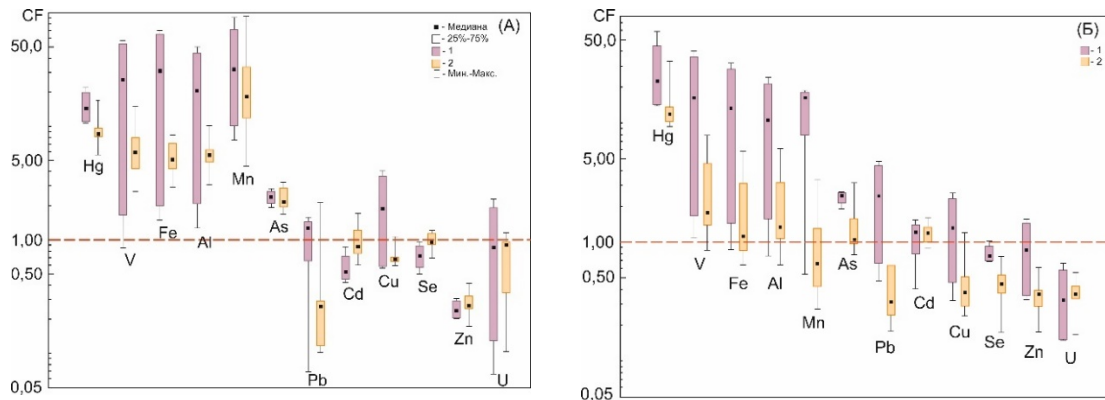 CF
(А)
- Медиана
- 25%-75%
- 1
- 2
- Мин.-Макс.
50,0
5,00
1,00
0,50
0,05
Hg
V
Fe
Al
Mn
As
Pb
Cd
Cu
Se
Zn
U
CF
(Б)
- 1
- 2
50,0
5,00
1,00
0,50
0.05
Hg
V
Fe
Al
Mn
As
Pb
Cd
Cu
Se
Zn
U